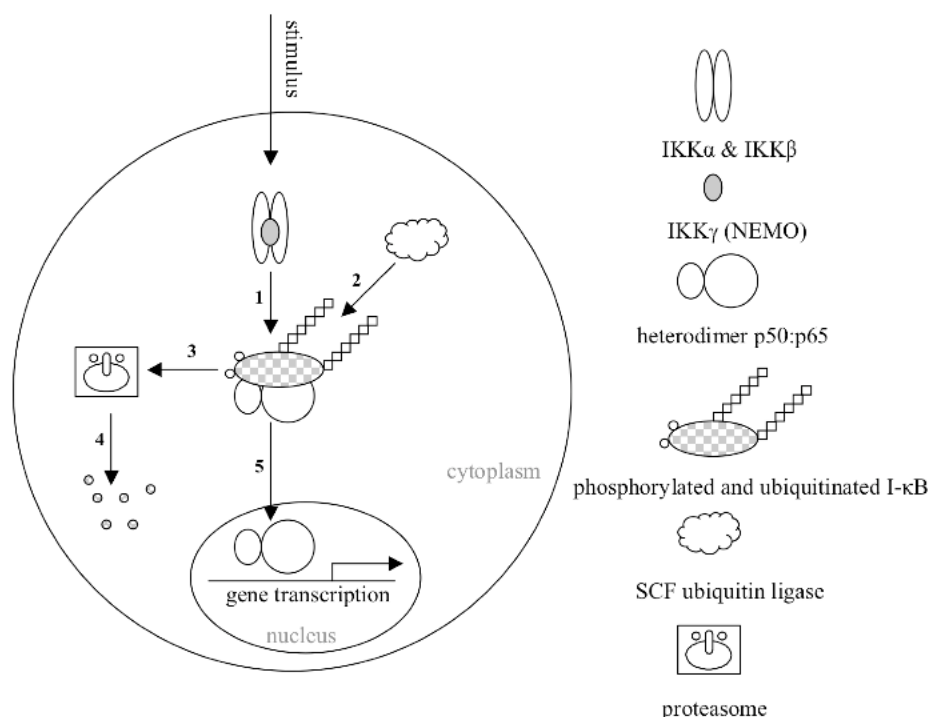 stimulus
1
2
3
4
5
cytoplasm
gene transcription
nucleus
IKKα & IKKβ
IKKγ (NEMO)
heterodimer p50:p65
phosphorylated and ubiquitinated I-κB
SCF ubiquitin ligase
proteasome